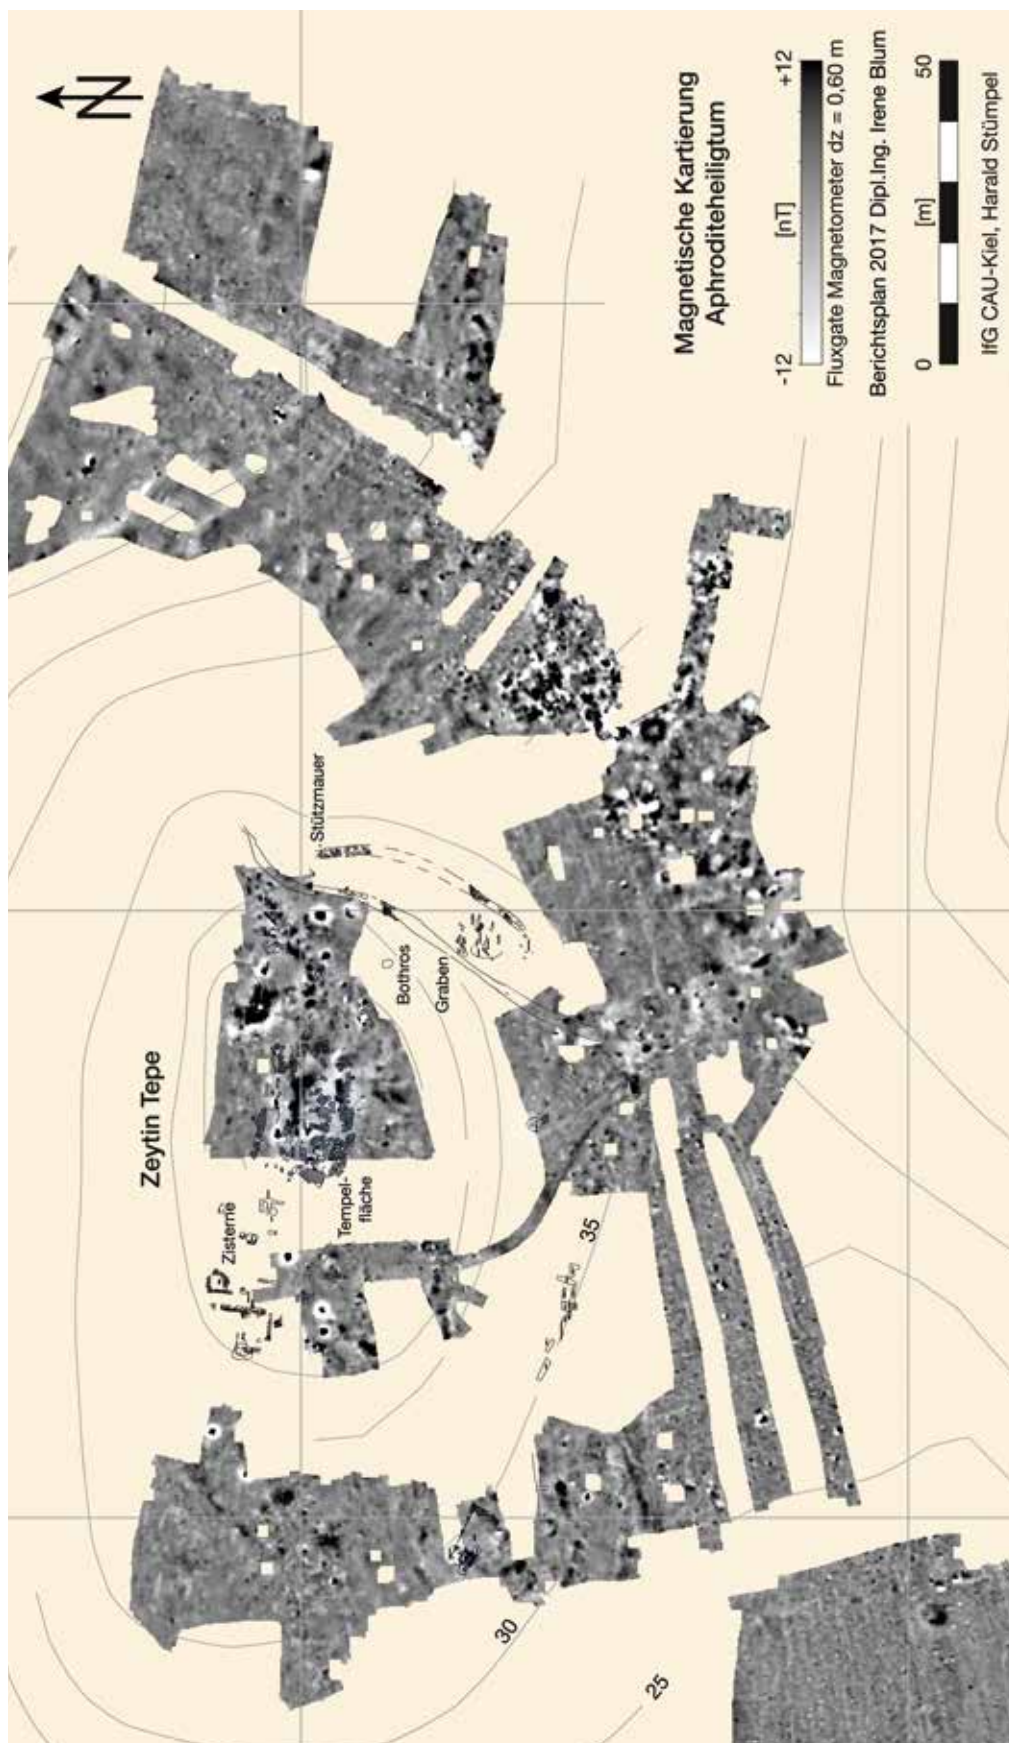 N
Zeytin Tepe
Stützmauer
Bothros
Graben
Zisterne
Tempel-
fläche
35
30
25
Magnetische Kartierung
Aphroditeheiligtum
-12
[nT]
+12
Fluxgate Magnetometer dz = 0,60 m
Berichtsplan 2017 Dipl.Ing. Irene Blum
0
[m]
50
IfG CAU-Kiel, Harald Stümpel